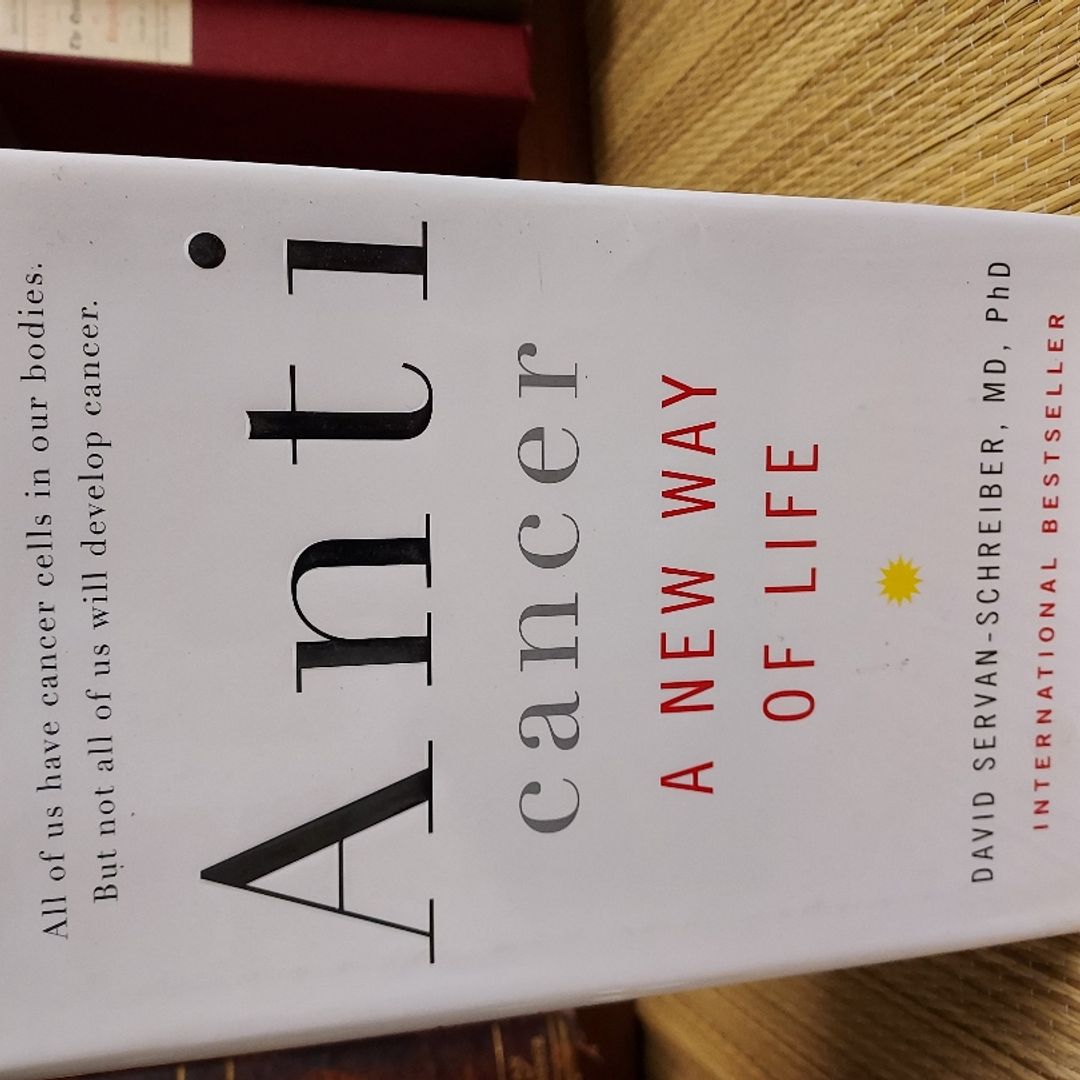 All of us have cancer cells in our bodies.
But not all of us will develop cancer.
Anti
cancer
A NEW WAY
OF LIFE
DAVID SERVAN-SCHREIBER, MD, PhD
INTERNATIONAL BESTSELLER